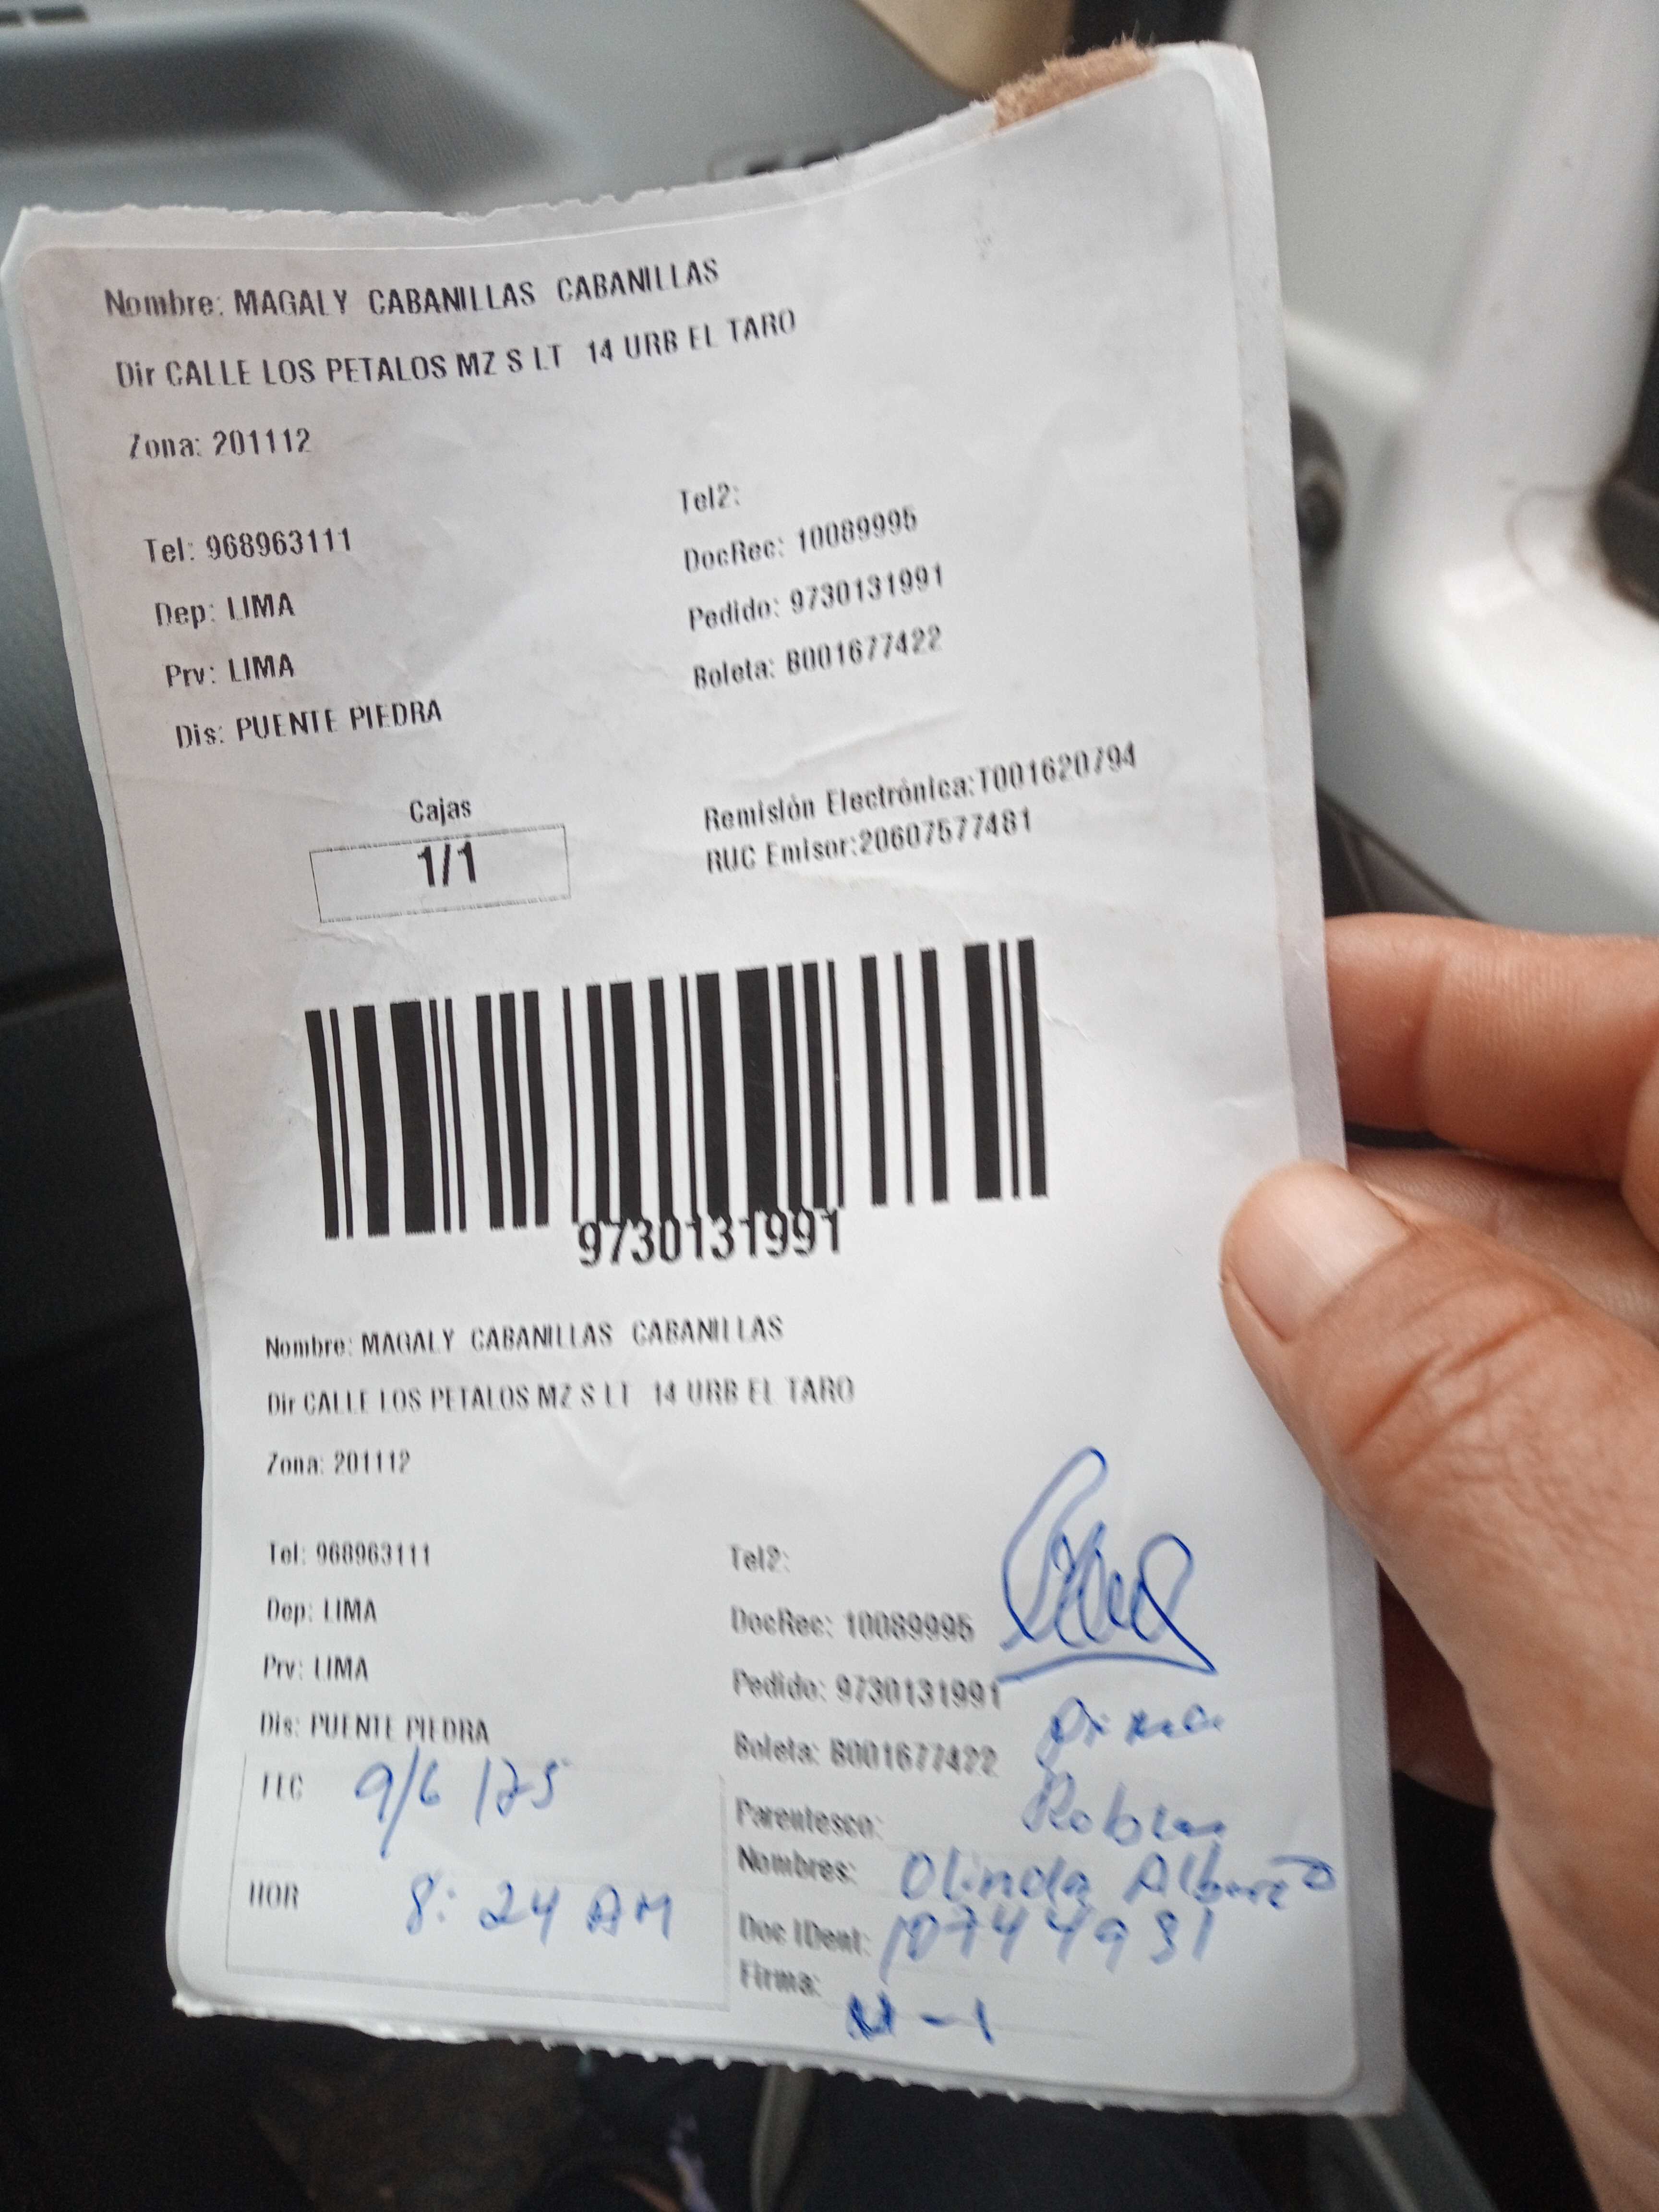 Nombre: MAGALY CABANILLAS CABANILLAS
Dir CALLE LOS PETALOS MZ S LT 14 URB EL TARO
Zona: 201112
Tel: 968963111
Tel2:
DocRec: 10089995
Dep: LIMA
Pedido: 9730131991
Prv: LIMA
Boleta: B001677422
Dis: PUENTE PIEDRA
Cajas
1/1
Remisión Electrónica:T001620794
RUC Emisor:20607577481
9730131991
Nombre: MAGALY CABANILLAS CABANILLAS
Dir CALLE LOS PETALOS MZ S LT 14 URB EL TARO
Zona: 201112
Tel: 968963111
Tel2:
Dep: LIMA
DocRec: 10089995
Prv: LIMA
Pedido: 9730131991
Dis: PUENTE PIEDRA
Boleta: B001677422
FEC 9/6/25
Parentesco:
Nombres: Olinda
HOR 8:24 AM
Doc IDent: 10744931
Firma: